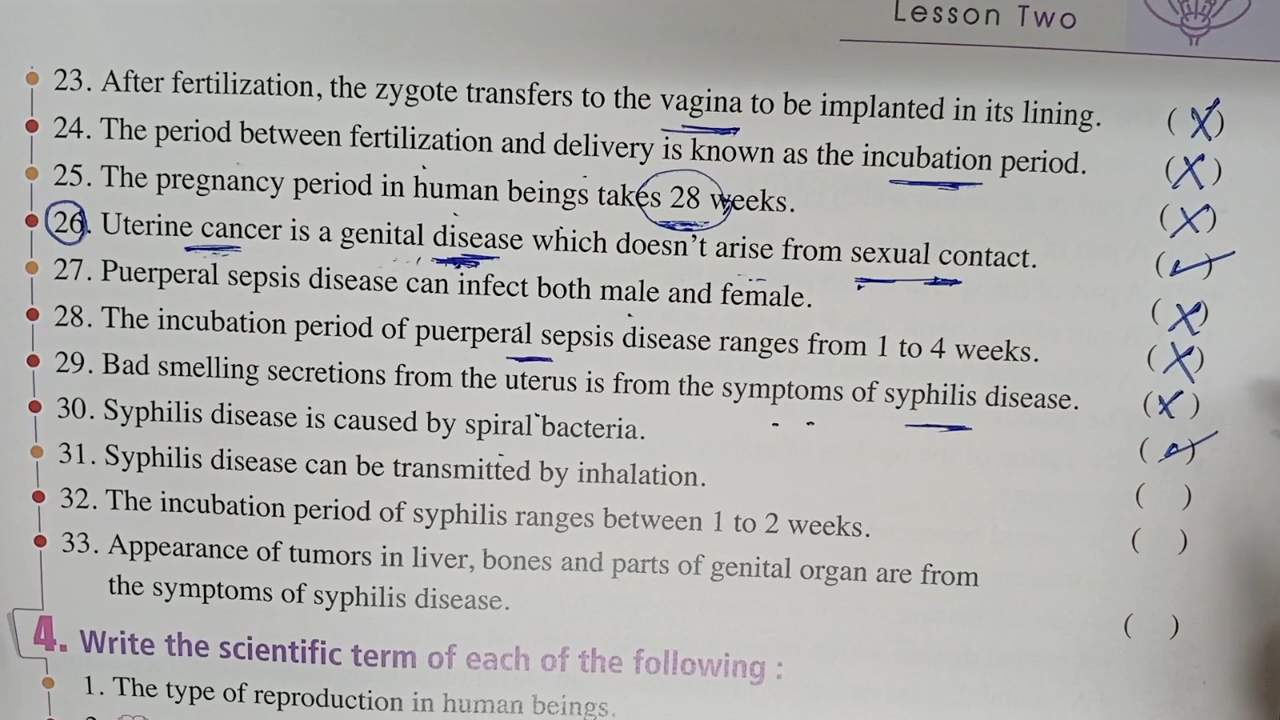 Lesson Two
23. After fertilization, the zygote transfers to the vagina to be implanted in its lining. (X)
24. The period between fertilization and delivery is known as the incubation period. (X)
25. The pregnancy period in human beings takes 28 weeks. (X)
26. Uterine cancer is a genital disease which doesn't arise from sexual contact. (✓)
27. Puerperal sepsis disease can infect both male and female. (X)
28. The incubation period of puerperal sepsis disease ranges from 1 to 4 weeks. (X)
29. Bad smelling secretions from the uterus is from the symptoms of syphilis disease. (X)
30. Syphilis disease is caused by spiral bacteria. (✓)
31. Syphilis disease can be transmitted by inhalation. ( )
32. The incubation period of syphilis ranges between 1 to 2 weeks. ( )
33. Appearance of tumors in liver, bones and parts of genital organ are from
the symptoms of syphilis disease. ( )
4. Write the scientific term of each of the following :
1. The type of reproduction in human beings.